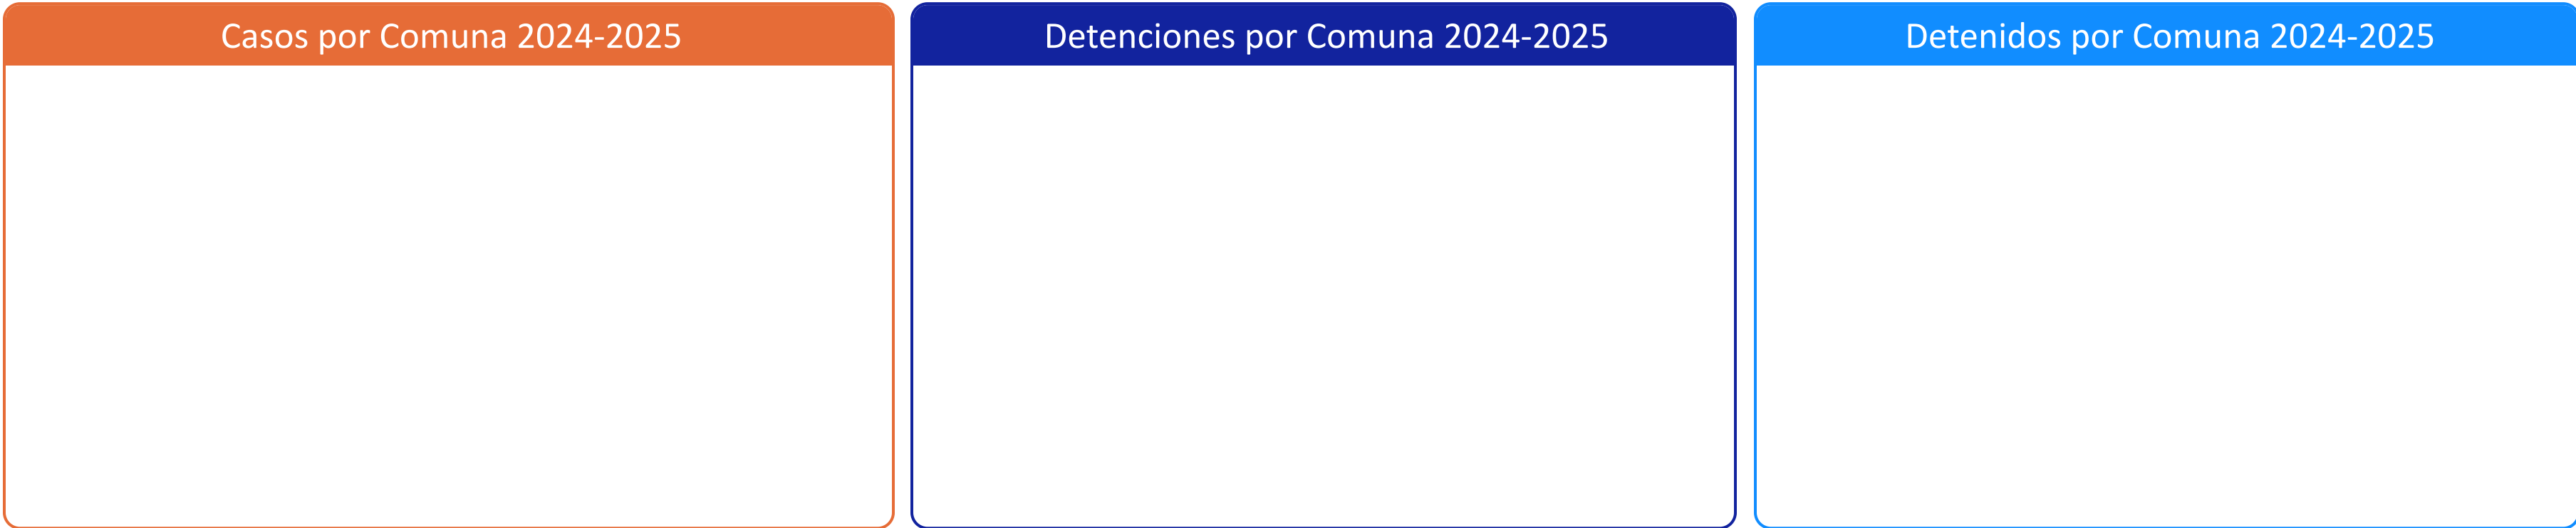 Casos por Comuna 2024-2025
Detenciones por Comuna 2024-2025
Detenidos por Comuna 2024-2025